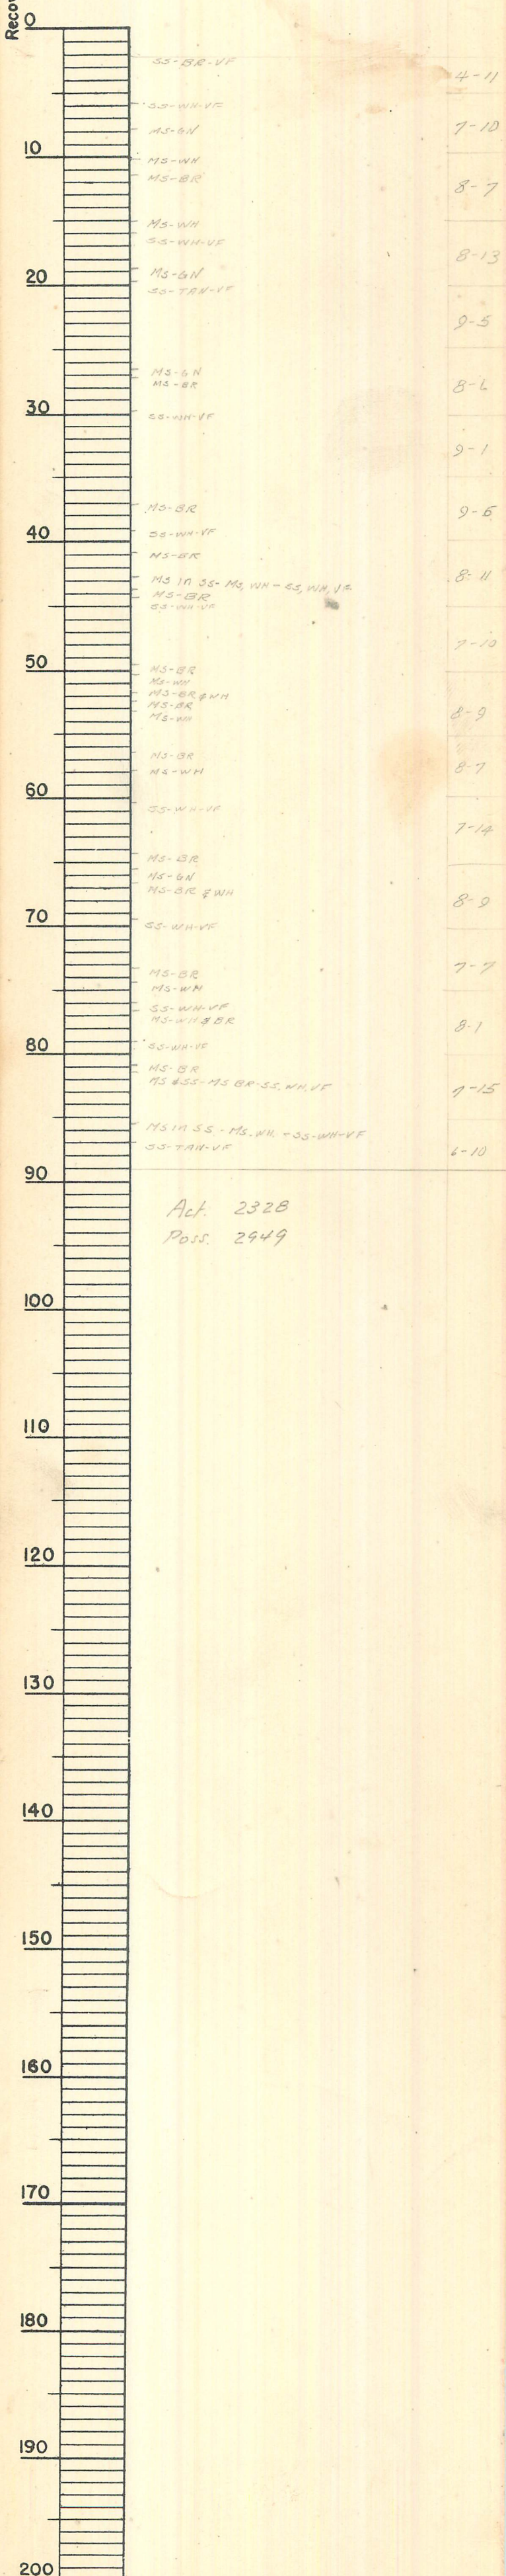 0
SS-BR-VF
4-11
SS-WH-VF
MS-GN 7-10
10
MS-WH
MS-BR
8-7
MS-WH
SS-WH-VF
8-13
20 MS-GN
SS-TAN-VF
9-5
MS-GN
MS-BR
30
SS-WH-VF
9-1
MS-BR 9-6
40 SS-WH-VF
MS-BR
MS in SS-MS, WH-SS, WH, VF 8-11
MS-BR
SS-WH-VF
7-10
50 MS-BR
MS-WH
MS-BR & WH
MS-BR
MS-WH
8-9
MS-BR
MS-WH 8-7
60
SS-WH-VF
7-14
MS-BR
MS-GN
MS-BR & WH
8-9
70 SS-WH-VF
MS-BR 7-7
MS-WH
SS-WH-VF
MS-WH & BR 8-1
80 SS-WH-VF
MS-BR
MS & SS-MS BR-SS, WH, VF 7-15
MS in SS-MS, WH, -SS-WH-VF
SS-TAN-VF 6-10
90
Act. 2328
Poss. 2949
100
110
120
130
140
150
160
170
180
190
200